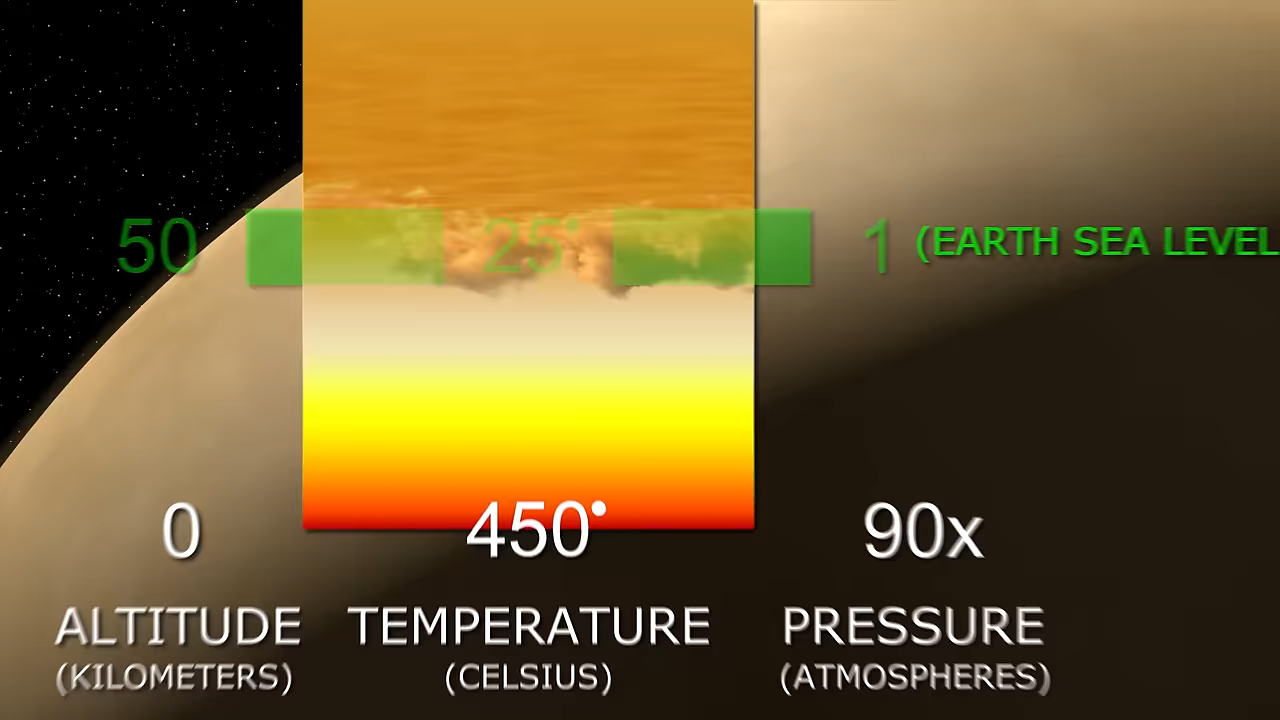 50 25° 1 (EARTH SEA LEVEL
0 450° 90x
ALTITUDE TEMPERATURE PRESSURE
(KILOMETERS) (CELSIUS) (ATMOSPHERES)